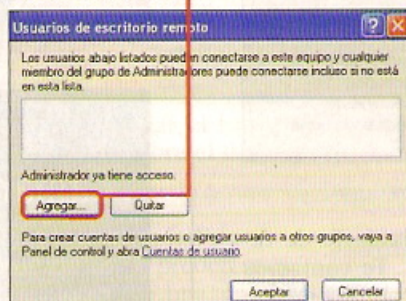 Usuarios de escritorio remoto
Los usuarios abajo listados pueden conectarse a este equipo y cualquier
miembro del grupo de Administradores puede conectarse incluso si no está
en esta lista.
Administrador ya tiene acceso.
Agregar... Quitar
Para crear cuentas de usuarios o agregar usuarios a otros grupos, vaya a
Panel de control y abra Cuentas de usuario.
Aceptar Cancelar